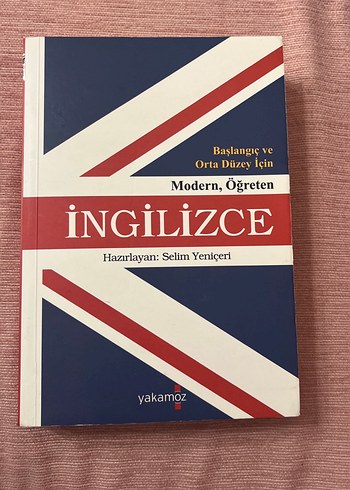 Başlangıç ve
Orta Düzey İçin
Modern, Öğreten
İNGİLİZCE
Hazırlayan: Selim Yeniçeri
yakamoz